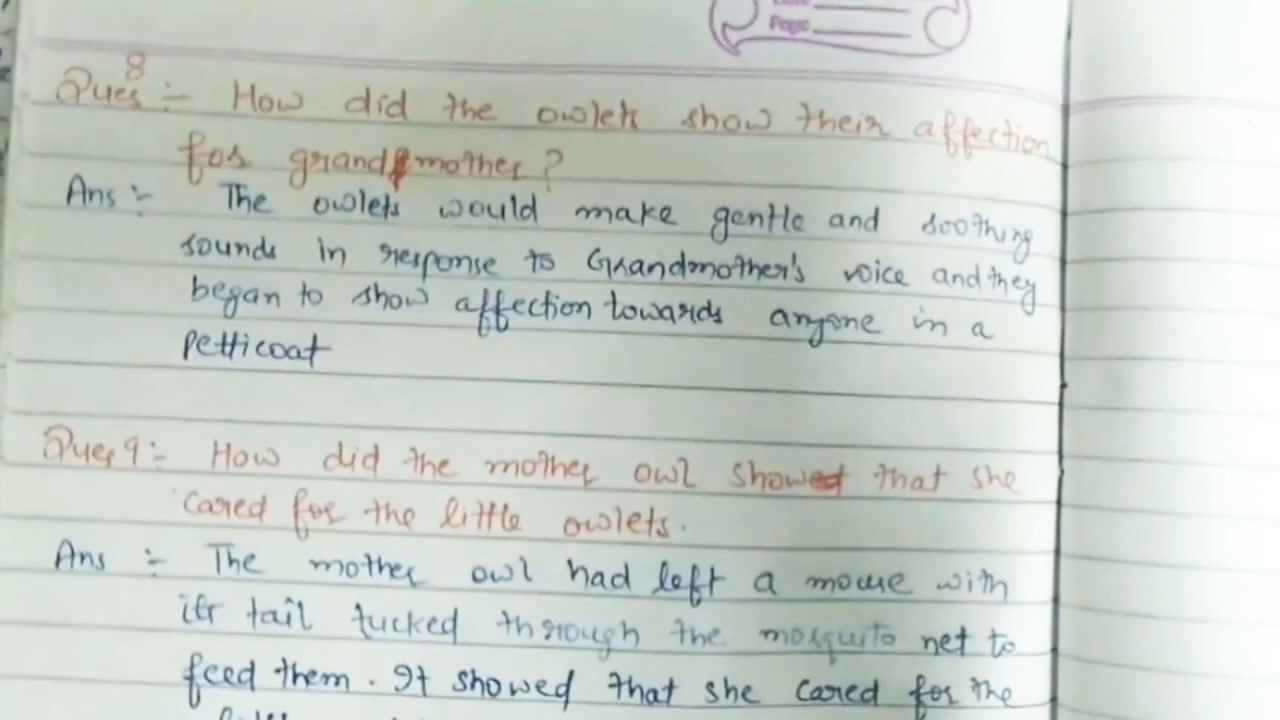 Page
Ques 8 :- How did the owlets show their affection
for grandmother?
Ans :- The owlets would make gentle and soothing
sounds in response to Grandmother's voice and they
began to show affection towards anyone in a
petticoat
Ques 9 :- How did the mother owl showed that she
cared for the little owlets.
Ans :- The mother owl had left a mouse with
its tail tucked through the mosquito net to
feed them. It showed that she cared for the